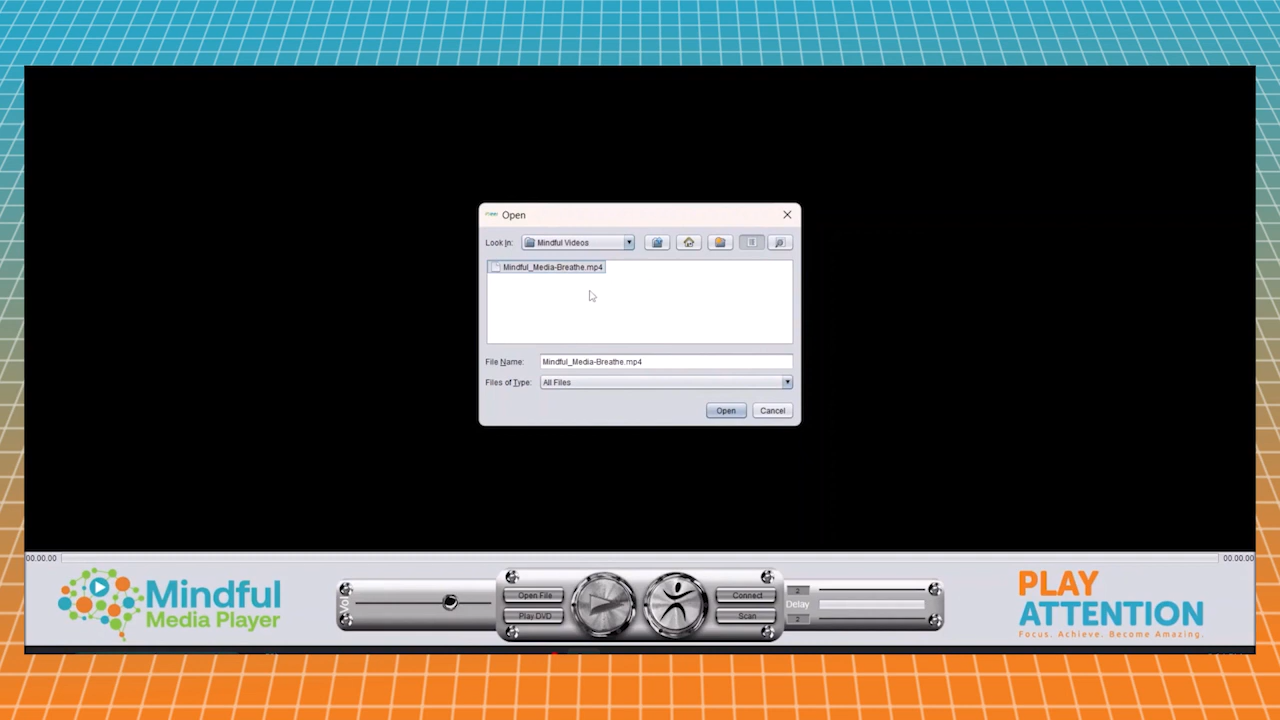 Open
Look In: Mindful Videos
Mindful_Media-Breathe.mp4
File Name: Mindful_Media-Breathe.mp4
Files of Type: All Files
Open Cancel
00.00.00 00.00.00
Mindful
Media Player
Vol
Open File
Play DVD
Connect
Scan
2
Delay
2
PLAY
ATTENTION
Focus. Achieve. Become Amazing.